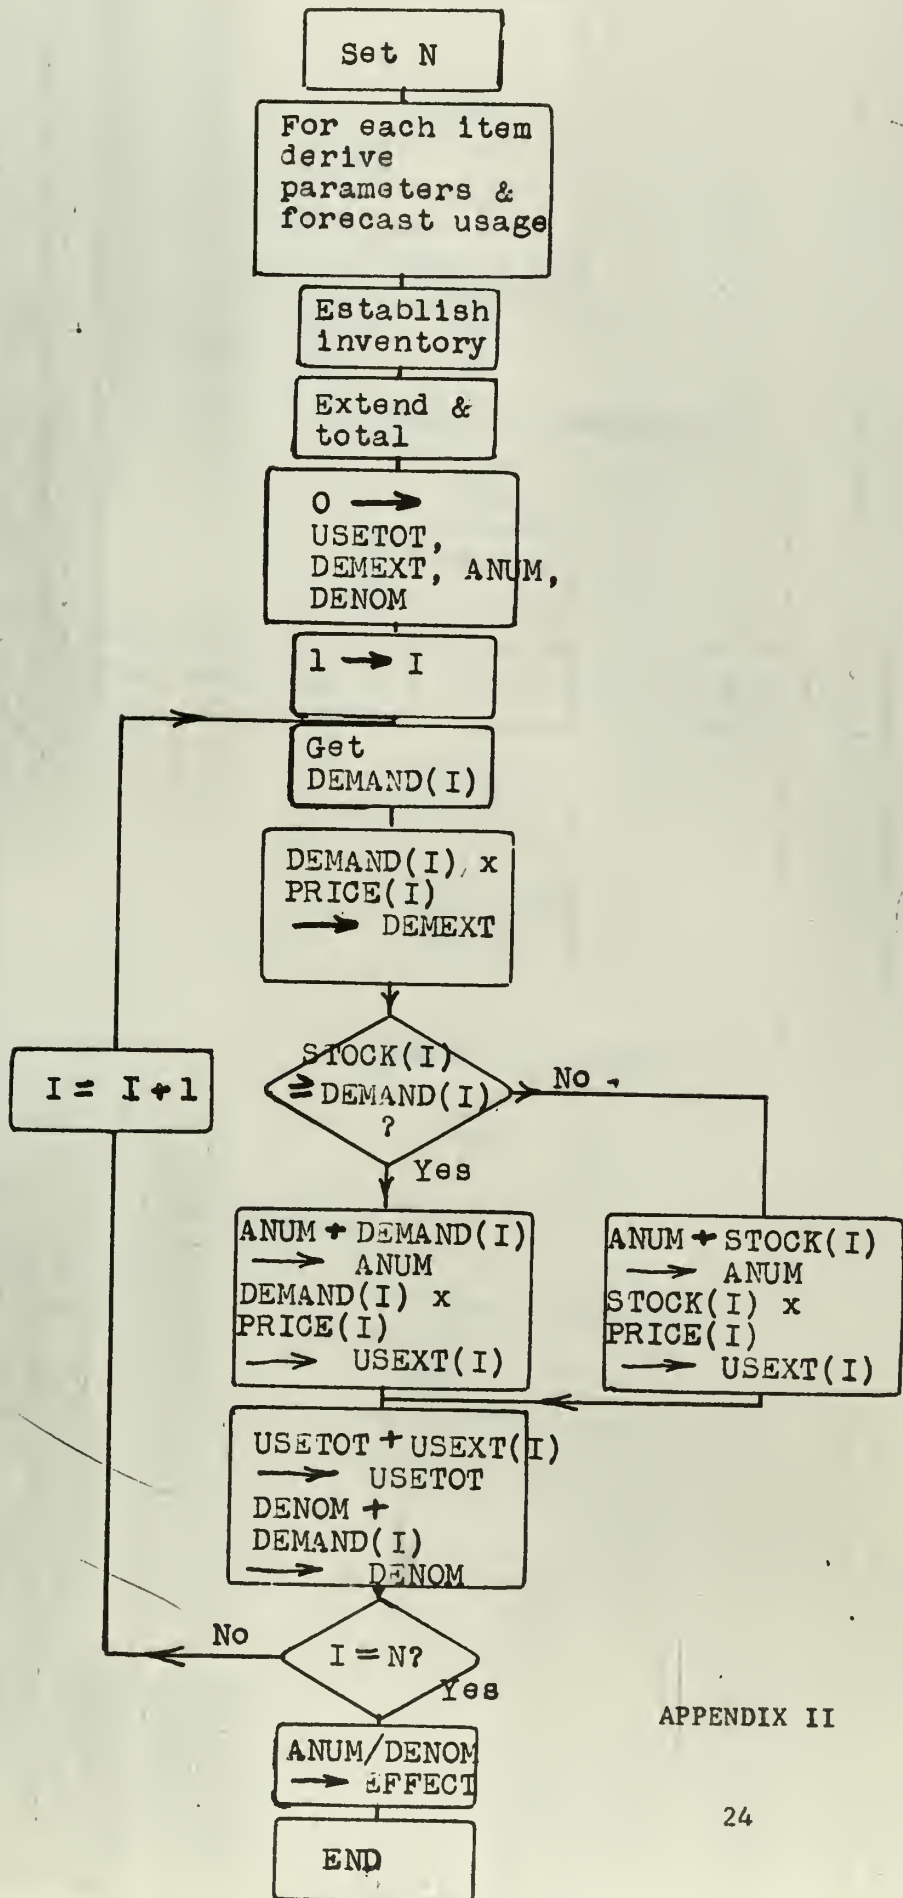 Set N
For each item
derive
parameters &
forecast usage
Establish
inventory
Extend &
total
0 →
USETOT,
DEMEXT, ANUM,
DENOM
1 → I
Get
DEMAND(I)
DEMAND(I) x
PRICE(I)
→ DEMEXT
I = I+1
STOCK(I)
≥ DEMAND(I)
?
No
Yes
ANUM + DEMAND(I)
→ ANUM
DEMAND(I) x
PRICE(I)
→ USEXT(I)
ANUM + STOCK(I)
→ ANUM
STOCK(I) x
PRICE(I)
→ USEXT(I)
USETOT + USEXT(I)
→ USETOT
DENOM +
DEMAND(I)
→ DENOM
No
I = N?
Yes
ANUM/DENOM
→ EFFECT
END
APPENDIX II
24